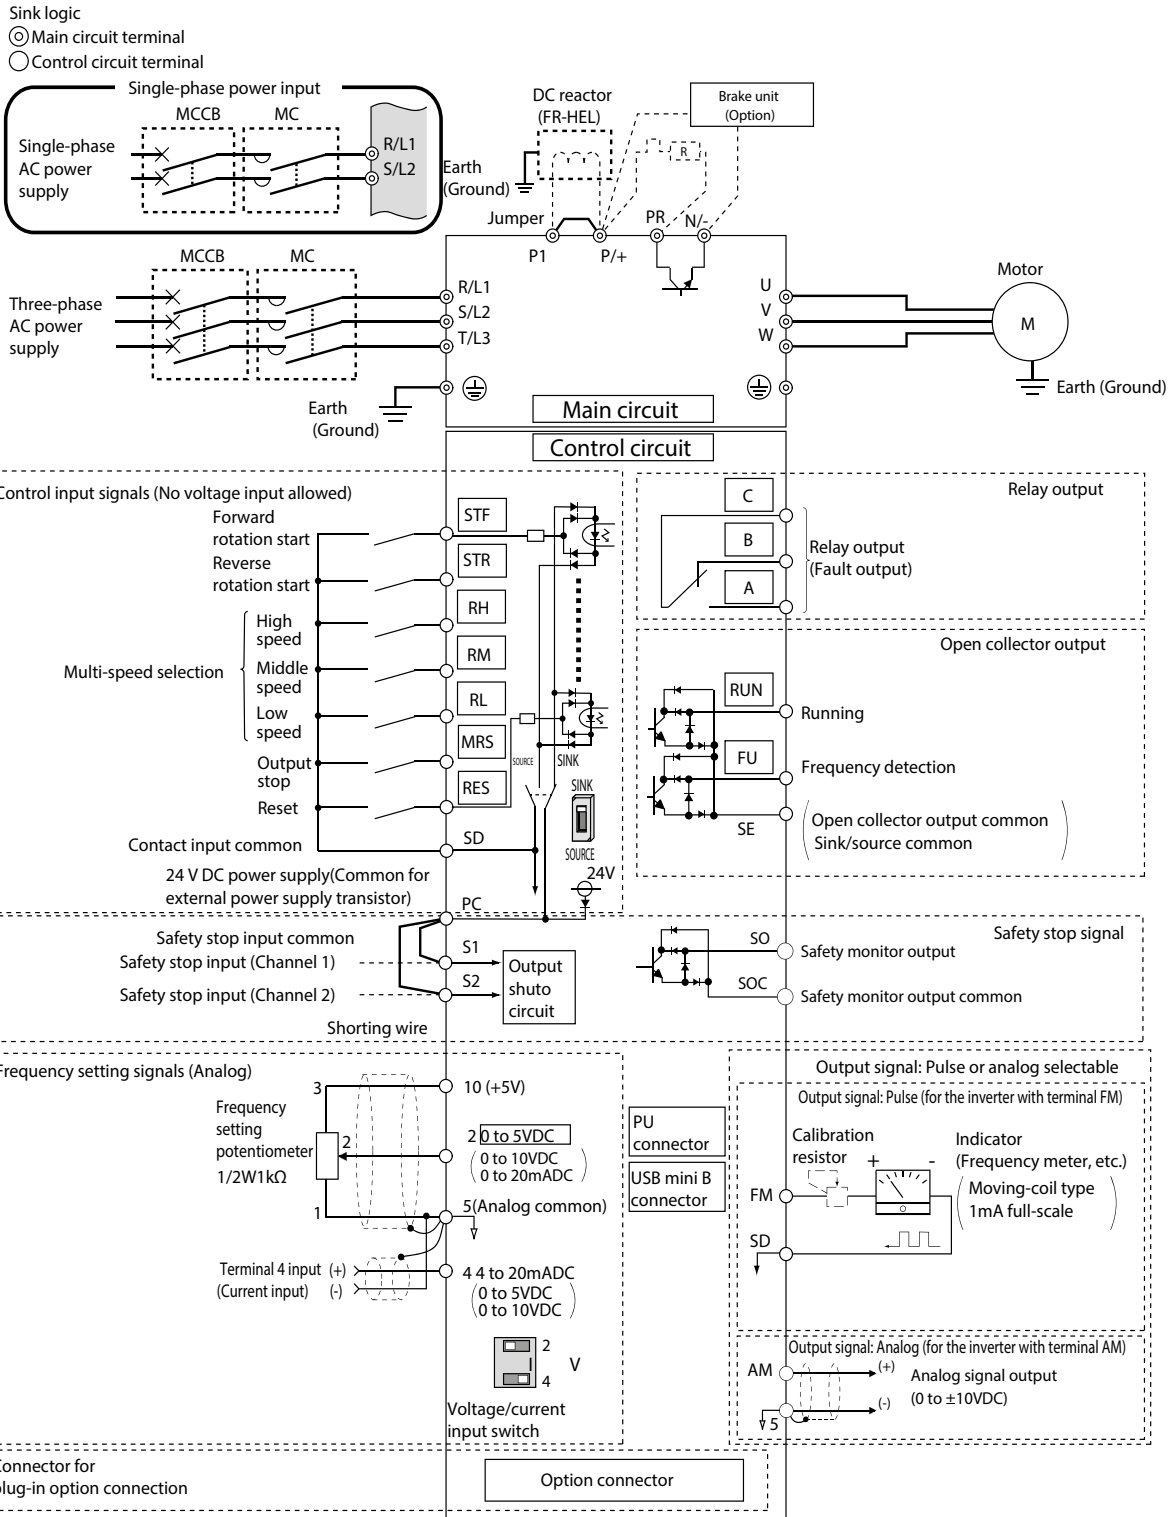 Sink logic
Main circuit terminal
Control circuit terminal
Single-phase power input
MCCB
MC
Single-phase
AC power
supply
R/L1
S/L2
Earth
(Ground)
DC reactor
(FR-HEL)
Brake unit
(Option)
R
Jumper
P1
P/+
PR
N/-
MCCB
MC
Three-phase
AC power
supply
R/L1
S/L2
T/L3
U
V
W
Motor
M
Earth (Ground)
Earth
(Ground)
Main circuit
Control circuit
Control input signals (No voltage input allowed)
Forward
rotation start
Reverse
rotation start
Multi-speed selection
High
speed
Middle
speed
Low
speed
Output
stop
Reset
Contact input common
24 V DC power supply(Common for
external power supply transistor)
STF
STR
RH
RM
RL
MRS
RES
SD
PC
SOURCE
SINK
SINK
SOURCE
24V
Relay output
C
B
A
Relay output
(Fault output)
Open collector output
RUN
Running
FU
Frequency detection
SE
Open collector output common
Sink/source common
Safety stop input common
Safety stop input (Channel 1)
Safety stop input (Channel 2)
Shorting wire
S1
S2
Output
shuto
circuit
Safety stop signal
SO
Safety monitor output
SOC
Safety monitor output common
Frequency setting signals (Analog)
Frequency
setting
potentiometer
1/2W1kΩ
3
2
1
10 (+5V)
2 0 to 5VDC
0 to 10VDC
0 to 20mADC
5(Analog common)
Terminal 4 input (+)
(Current input) (-)
4 4 to 20mADC
0 to 5VDC
0 to 10VDC
2
I V
4
Voltage/current
input switch
PU
connector
USB mini B
connector
Output signal: Pulse or analog selectable
Output signal: Pulse (for the inverter with terminal FM)
Calibration
resistor
+ -
Indicator
(Frequency meter, etc.)
Moving-coil type
1mA full-scale
FM
SD
Output signal: Analog (for the inverter with terminal AM)
AM
(+)
Analog signal output
(0 to ±10VDC)
5
(-)
Connector for
plug-in option connection
Option connector